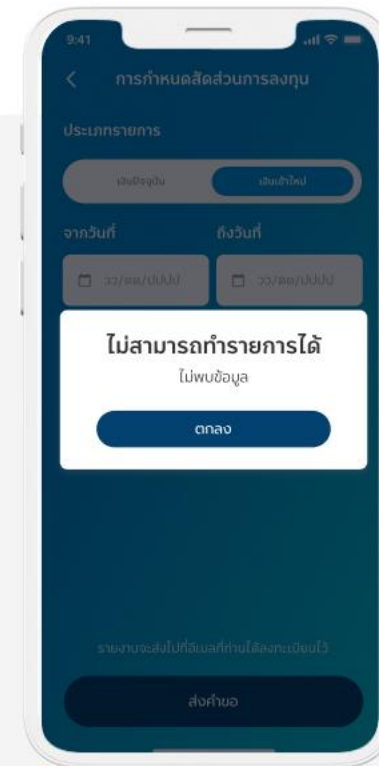 9:41
การกำหนดสัดส่วนการลงทุน
ประเภทรายการ
เงินปัจจุบัน เงินเข้าใหม่
จากวันที่ ถึงวันที่
วว/ดด/ปปปป วว/ดด/ปปปป
ไม่สามารถทำรายการได้
ไม่พบข้อมูล
ตกลง
รายงานจะส่งไปที่อีเมลที่ท่านได้ลงทะเบียนไว้
ส่งคำขอ